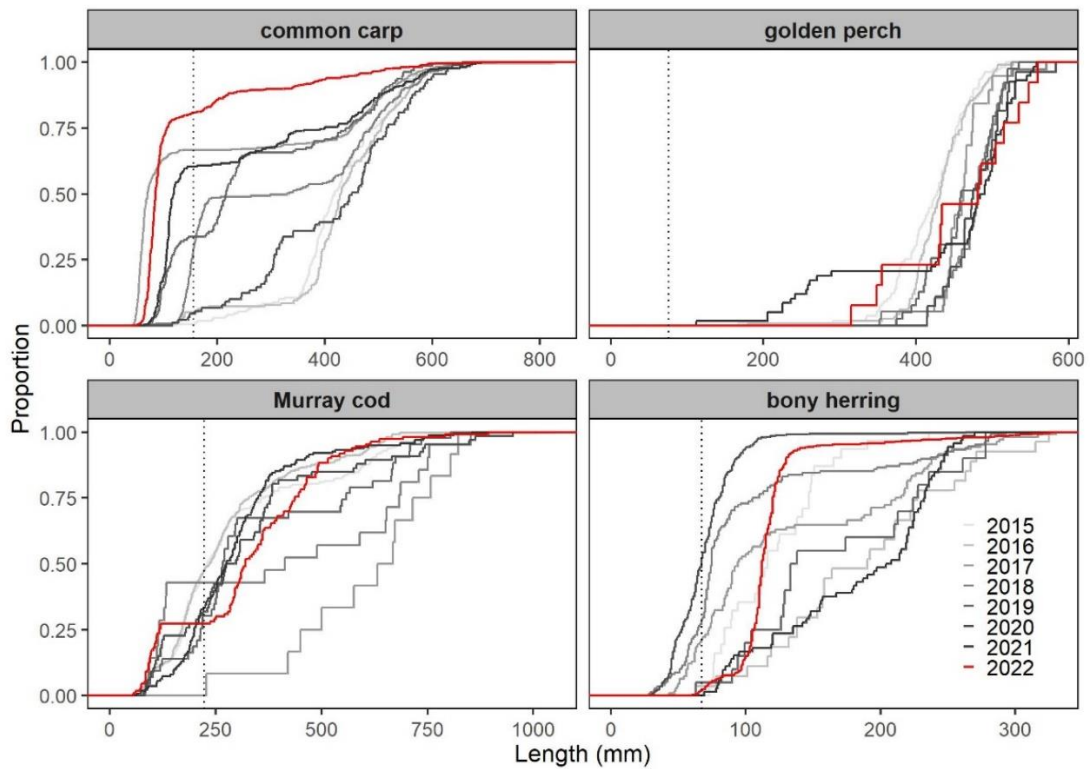 common carp
golden perch
Proportion
1.00
0.75
0.50
0.25
0.00
0 200 400 600 800
0 200 400 600
Murray cod
bony herring
1.00
0.75
0.50
0.25
0.00
2015
2016
2017
2018
2019
2020
2021
2022
0 250 500 750 1000
0 100 200 300
Length (mm)